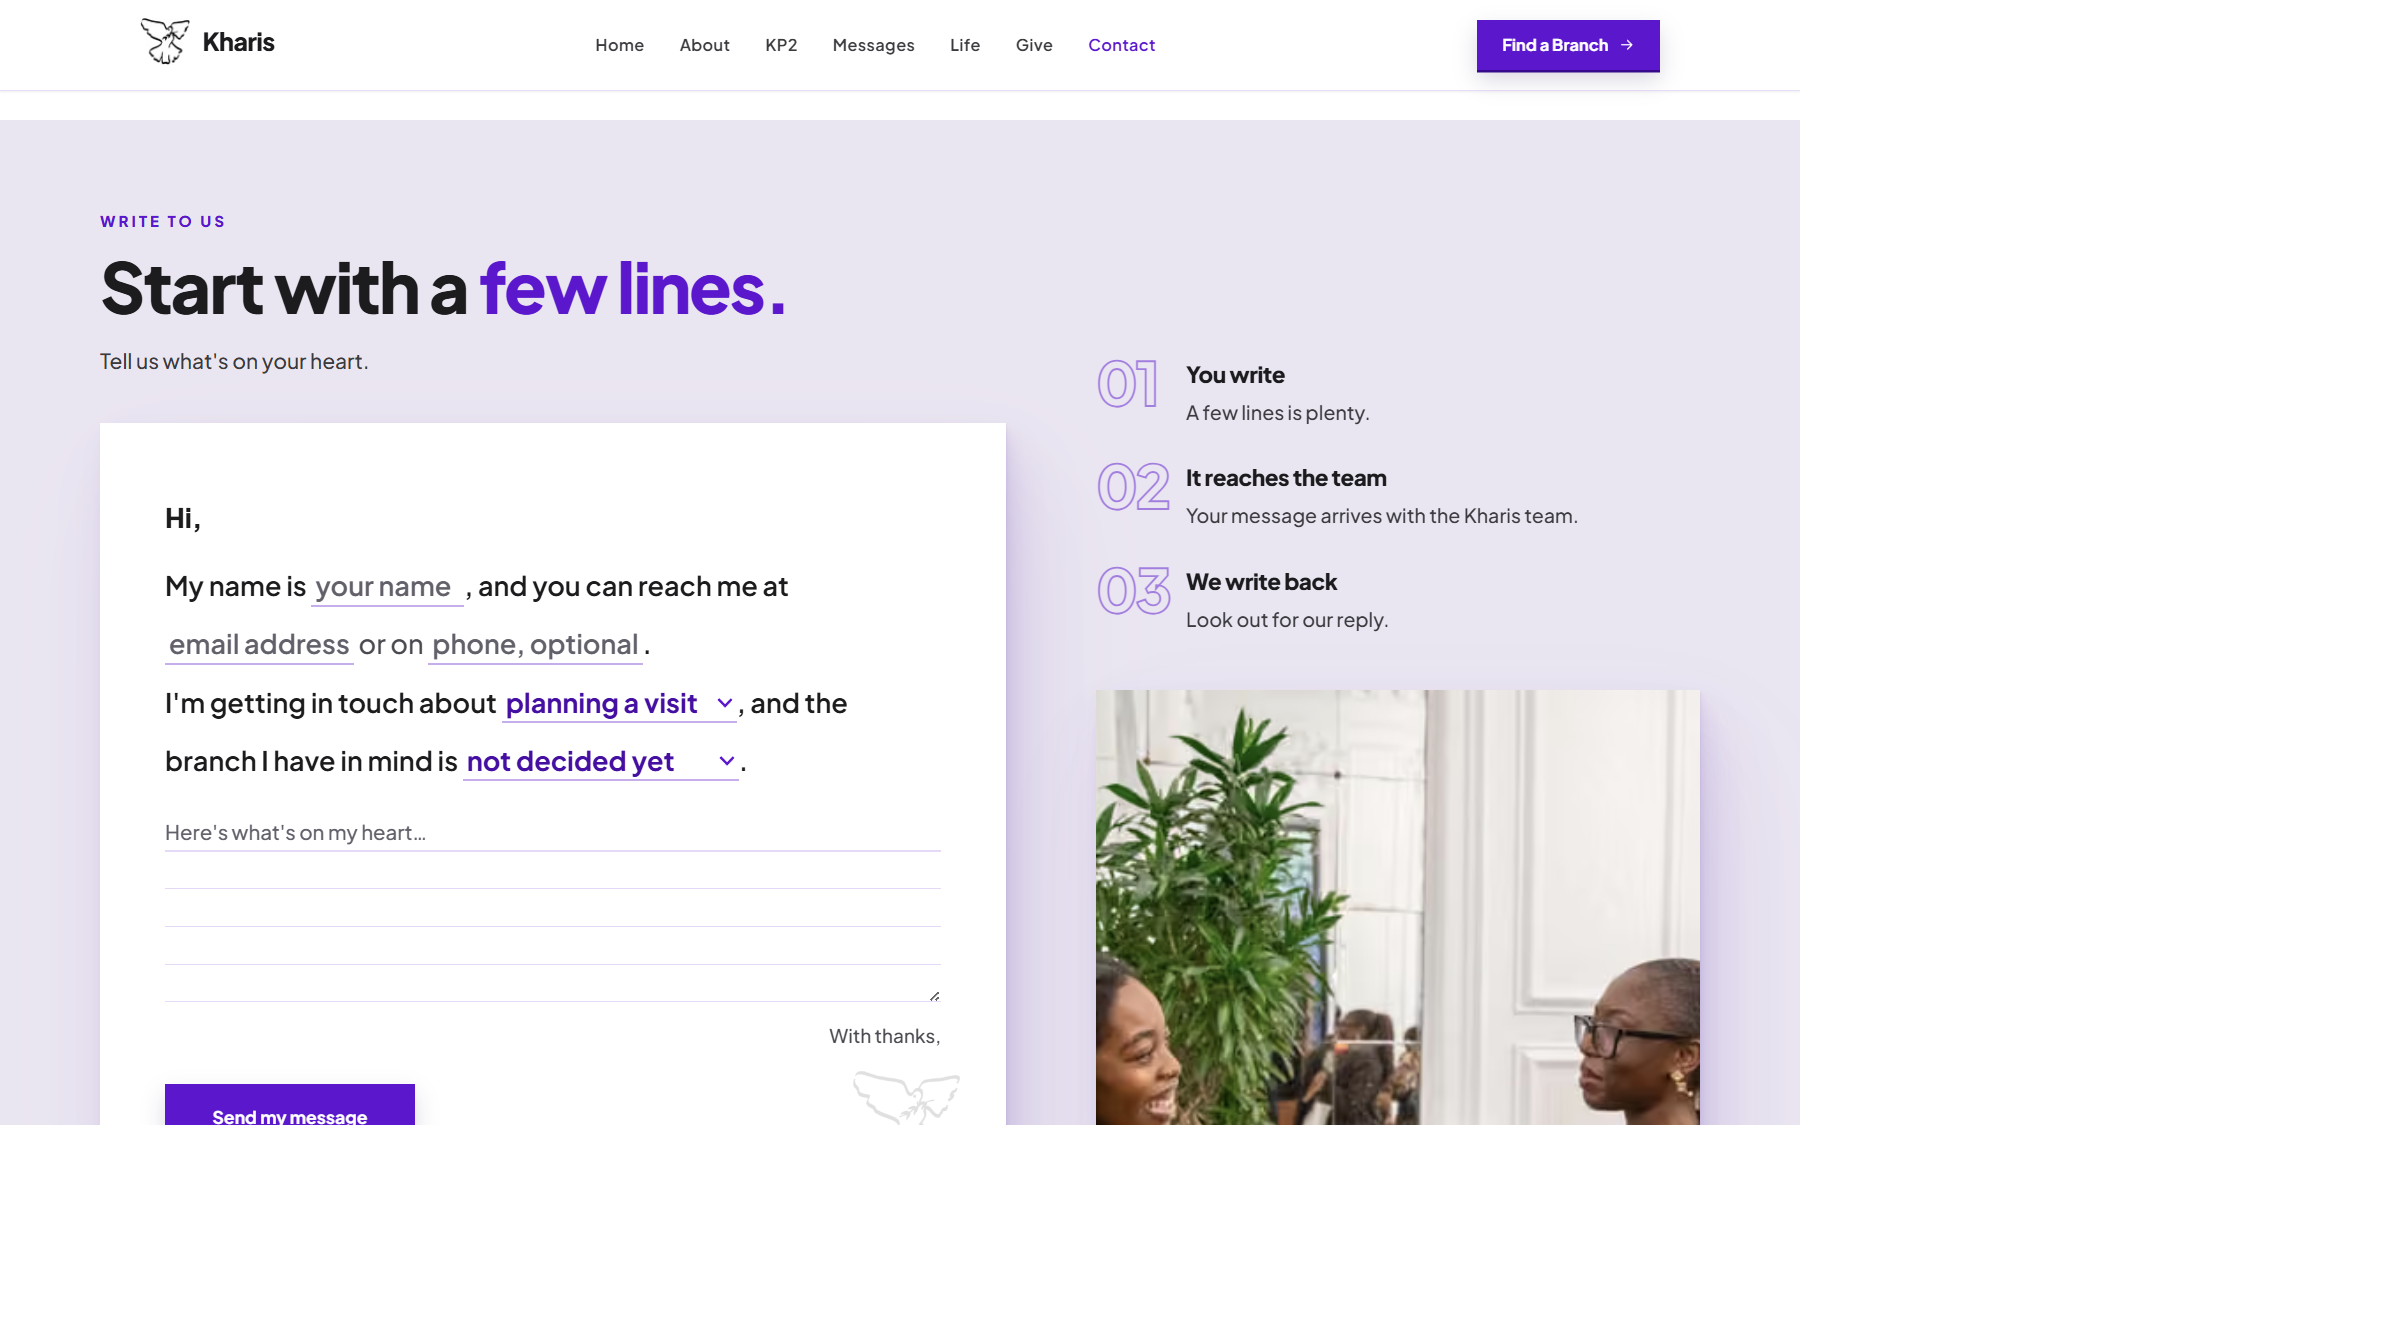 Kharis
Home About KP2 Messages Life Give Contact
Find a Branch →
WRITE TO US
Start with a few lines.
Tell us what's on your heart.
Hi,
My name is your name , and you can reach me at
email address or on phone, optional .
I'm getting in touch about planning a visit , and the
branch I have in mind is not decided yet .
Here's what's on my heart...
With thanks,
Send my message
01 You write
A few lines is plenty.
02 It reaches the team
Your message arrives with the Kharis team.
03 We write back
Look out for our reply.